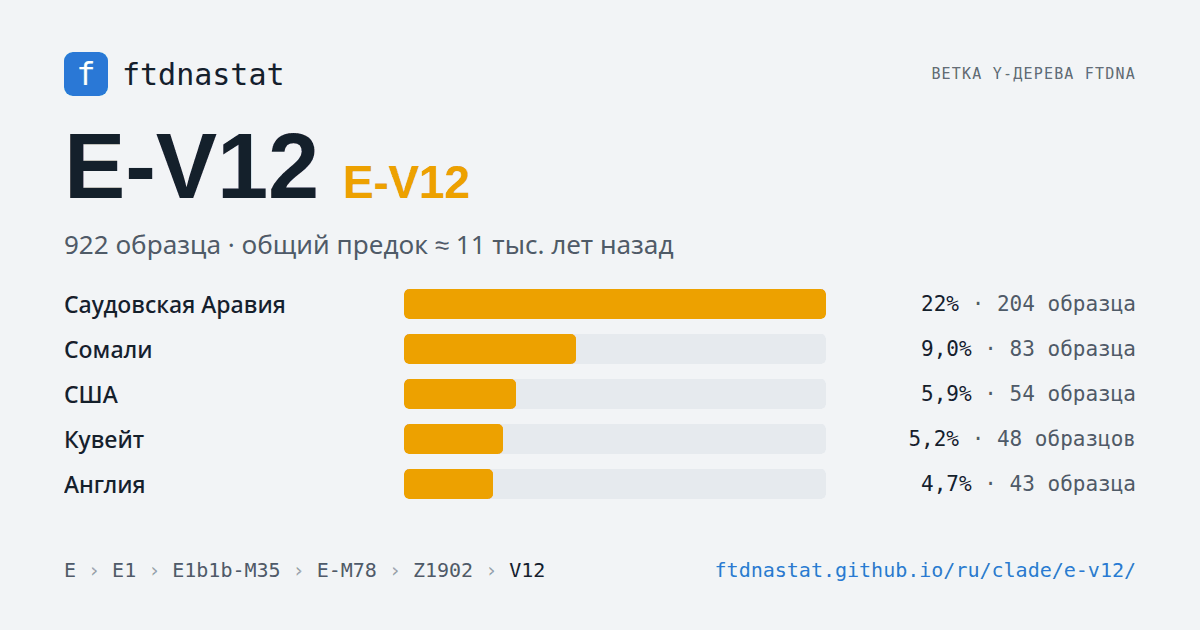 f ftdnastat
ВЕТКА Y-ДЕРЕВА FTDNA
E-V12 E-V12
922 образца · общий предок ≈ 11 тыс. лет назад
Саудовская Аравия 22% · 204 образца
Сомали 9,0% · 83 образца
США 5,9% · 54 образца
Кувейт 5,2% · 48 образцов
Англия 4,7% · 43 образца
E › E1 › E1b1b-M35 › E-M78 › Z1902 › V12
ftdnastat.github.io/ru/clade/e-v12/